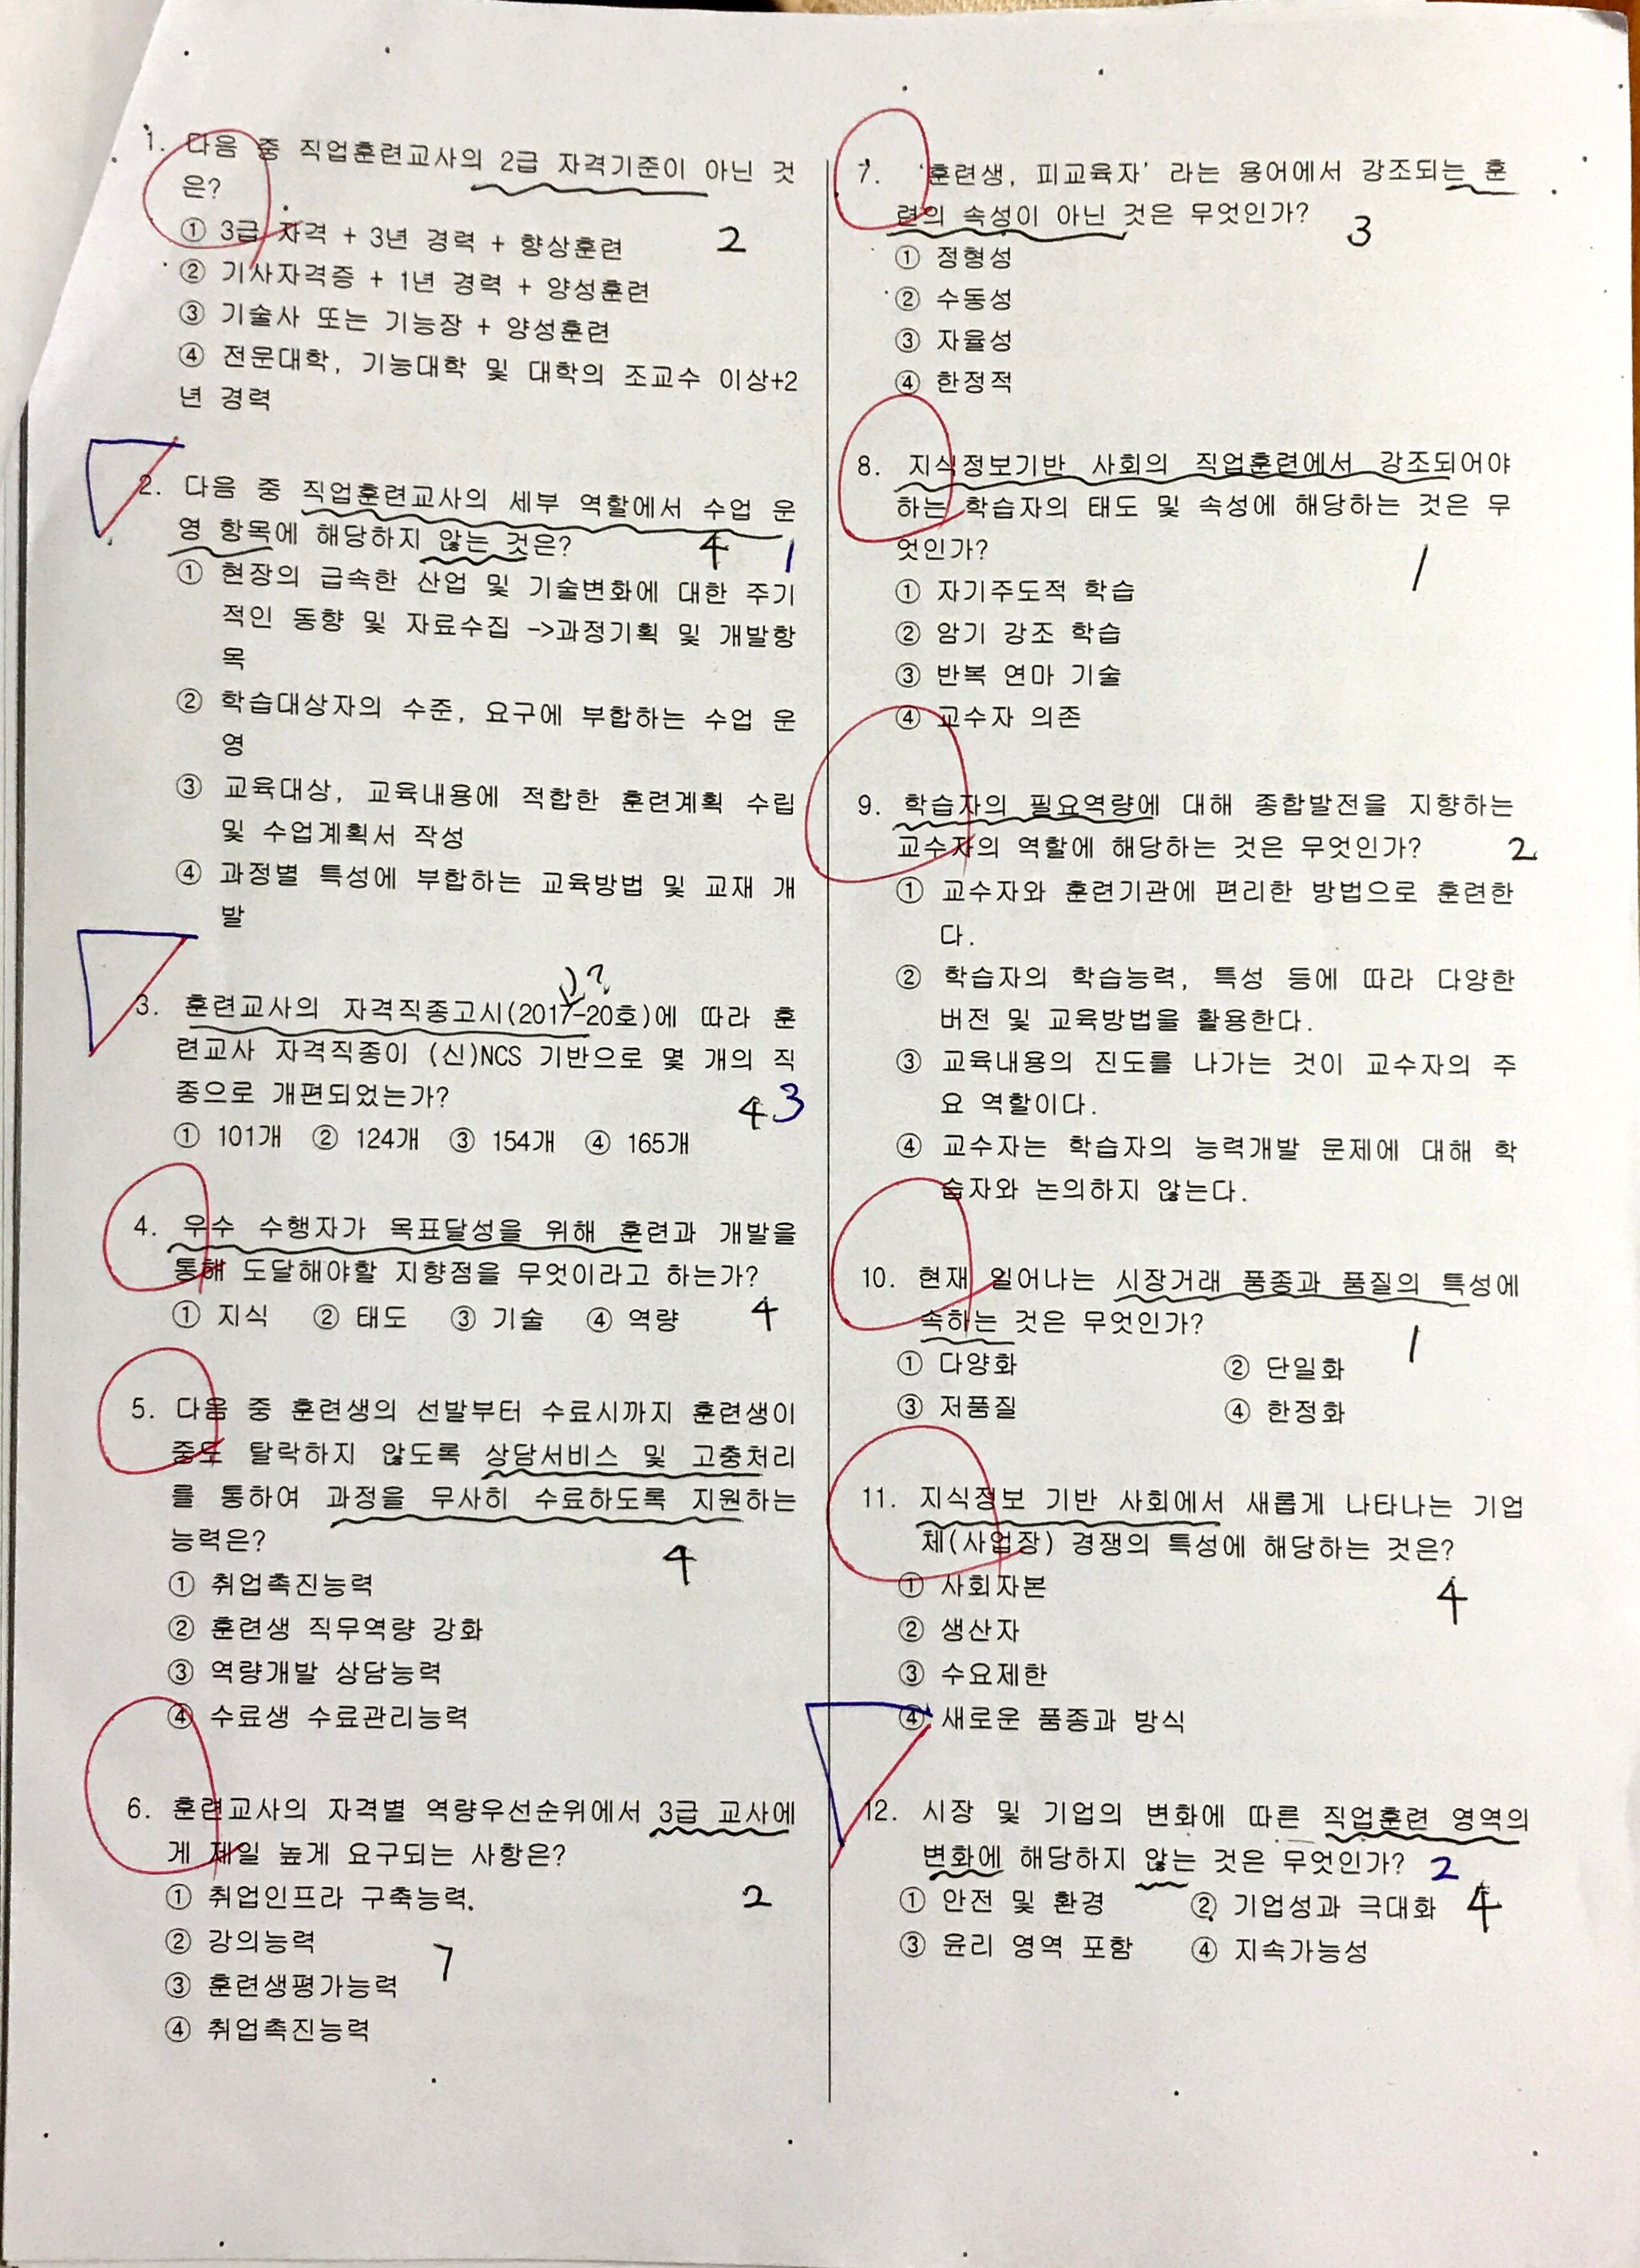 1. 다음 중 직업훈련교사의 2급 자격기준이 아닌 것
은?
① 3급 자격 + 3년 경력 + 향상훈련
2
② 기사자격증 + 1년 경력 + 양성훈련
③ 기술사 또는 기능장 + 양성훈련
④ 전문대학, 기능대학 및 대학의 조교수 이상+2
년 경력
2. 다음 중 직업훈련교사의 세부 역할에서 수업 운
영 항목에 해당하지 않는 것은?
4 1
① 현장의 급속한 산업 및 기술변화에 대한 주기
적인 동향 및 자료수집 ->과정기획 및 개발항
목
② 학습대상자의 수준, 요구에 부합하는 수업 운
영
③ 교육대상, 교육내용에 적합한 훈련계획 수립
및 수업계획서 작성
④ 과정별 특성에 부합하는 교육방법 및 교재 개
발
?
3. 훈련교사의 자격직종고시(2017-20호)에 따라 훈
련교사 자격직종이 (신)NCS 기반으로 몇 개의 직
종으로 개편되었는가?
4 3
① 101개 ② 124개 ③ 154개 ④ 165개
4. 우수 수행자가 목표달성을 위해 훈련과 개발을
통해 도달해야할 지향점을 무엇이라고 하는가?
① 지식 ② 태도 ③ 기술 ④ 역량
4
5. 다음 중 훈련생의 선발부터 수료시까지 훈련생이
중도 탈락하지 않도록 상담서비스 및 고충처리
를 통하여 과정을 무사히 수료하도록 지원하는
능력은?
4
① 취업촉진능력
② 훈련생 직무역량 강화
③ 역량개발 상담능력
④ 수료생 수료관리능력
6. 훈련교사의 자격별 역량우선순위에서 3급 교사에
게 제일 높게 요구되는 사항은?
① 취업인프라 구축능력.
2
② 강의능력
7
③ 훈련생평가능력
④ 취업촉진능력
7. '훈련생, 피교육자' 라는 용어에서 강조되는 훈
련의 속성이 아닌 것은 무엇인가?
3
① 정형성
② 수동성
③ 자율성
④ 한정적
8. 지식정보기반 사회의 직업훈련에서 강조되어야
하는 학습자의 태도 및 속성에 해당하는 것은 무
엇인가?
1
① 자기주도적 학습
② 암기 강조 학습
③ 반복 연마 기술
④ 교수자 의존
9. 학습자의 필요역량에 대해 종합발전을 지향하는
교수자의 역할에 해당하는 것은 무엇인가?
2
① 교수자와 훈련기관에 편리한 방법으로 훈련한
다.
② 학습자의 학습능력, 특성 등에 따라 다양한
버전 및 교육방법을 활용한다.
③ 교육내용의 진도를 나가는 것이 교수자의 주
요 역할이다.
④ 교수자는 학습자의 능력개발 문제에 대해 학
습자와 논의하지 않는다.
10. 현재 일어나는 시장거래 품종과 품질의 특성에
속하는 것은 무엇인가?
1
① 다양화 ② 단일화
③ 저품질 ④ 한정화
11. 지식정보 기반 사회에서 새롭게 나타나는 기업
체(사업장) 경쟁의 특성에 해당하는 것은?
① 사회자본
4
② 생산자
③ 수요제한
④ 새로운 품종과 방식
12. 시장 및 기업의 변화에 따른 직업훈련 영역의
변화에 해당하지 않는 것은 무엇인가?
2
① 안전 및 환경 ② 기업성과 극대화
4
③ 윤리 영역 포함 ④ 지속가능성